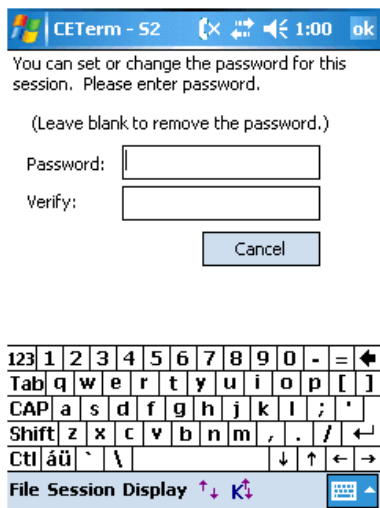 CETerm - S2 1:00 ok
You can set or change the password for this
session. Please enter password.
(Leave blank to remove the password.)
Password:
Verify:
Cancel
123 1 2 3 4 5 6 7 8 9 0 - =
Tab q w e r t y u i o p [ ]
CAP a s d f g h j k l ; '
Shift z x c v b n m , . /
Ctl áü ` \
File Session Display K